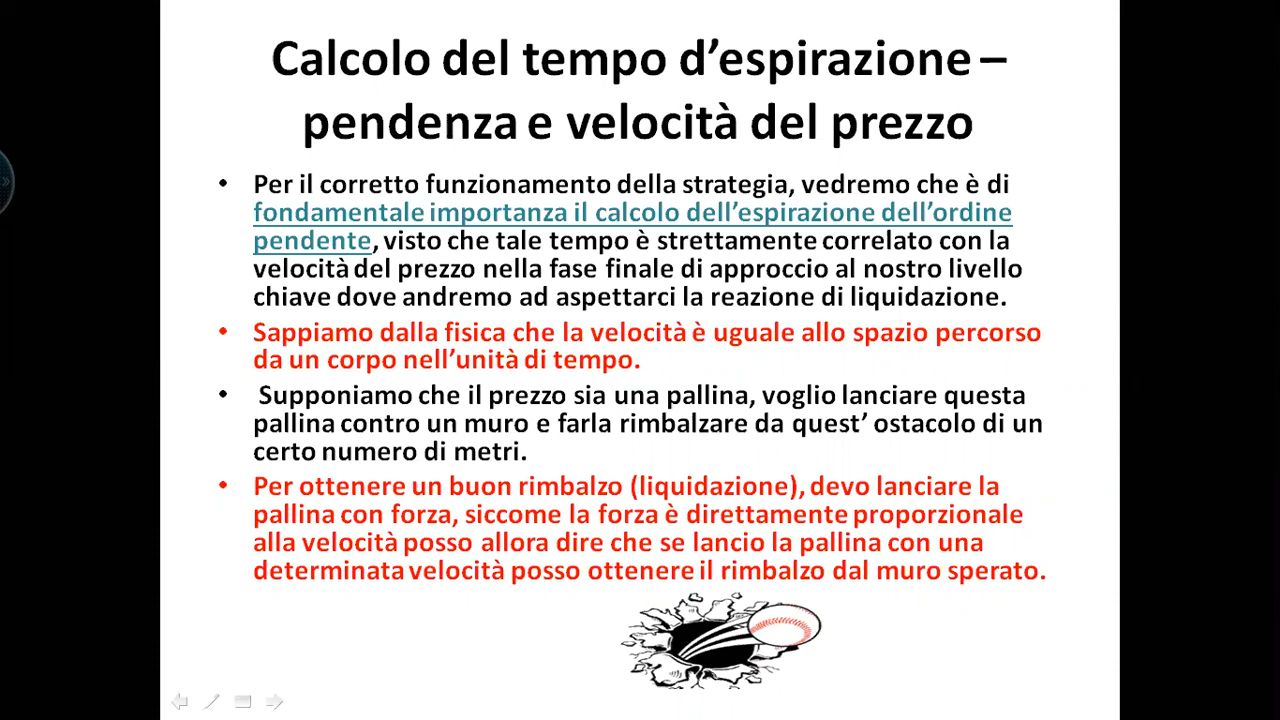 Calcolo del tempo d’espirazione –
pendenza e velocità del prezzo
• Per il corretto funzionamento della strategia, vedremo che è di
fondamentale importanza il calcolo dell’espirazione dell’ordine
pendente, visto che tale tempo è strettamente correlato con la
velocità del prezzo nella fase finale di approccio al nostro livello
chiave dove andremo ad aspettarci la reazione di liquidazione.
• Sappiamo dalla fisica che la velocità è uguale allo spazio percorso
da un corpo nell’unità di tempo.
• Supponiamo che il prezzo sia una pallina, voglio lanciare questa
pallina contro un muro e farla rimbalzare da quest’ ostacolo di un
certo numero di metri.
• Per ottenere un buon rimbalzo (liquidazione), devo lanciare la
pallina con forza, siccome la forza è direttamente proporzionale
alla velocità posso allora dire che se lancio la pallina con una
determinata velocità posso ottenere il rimbalzo dal muro sperato.